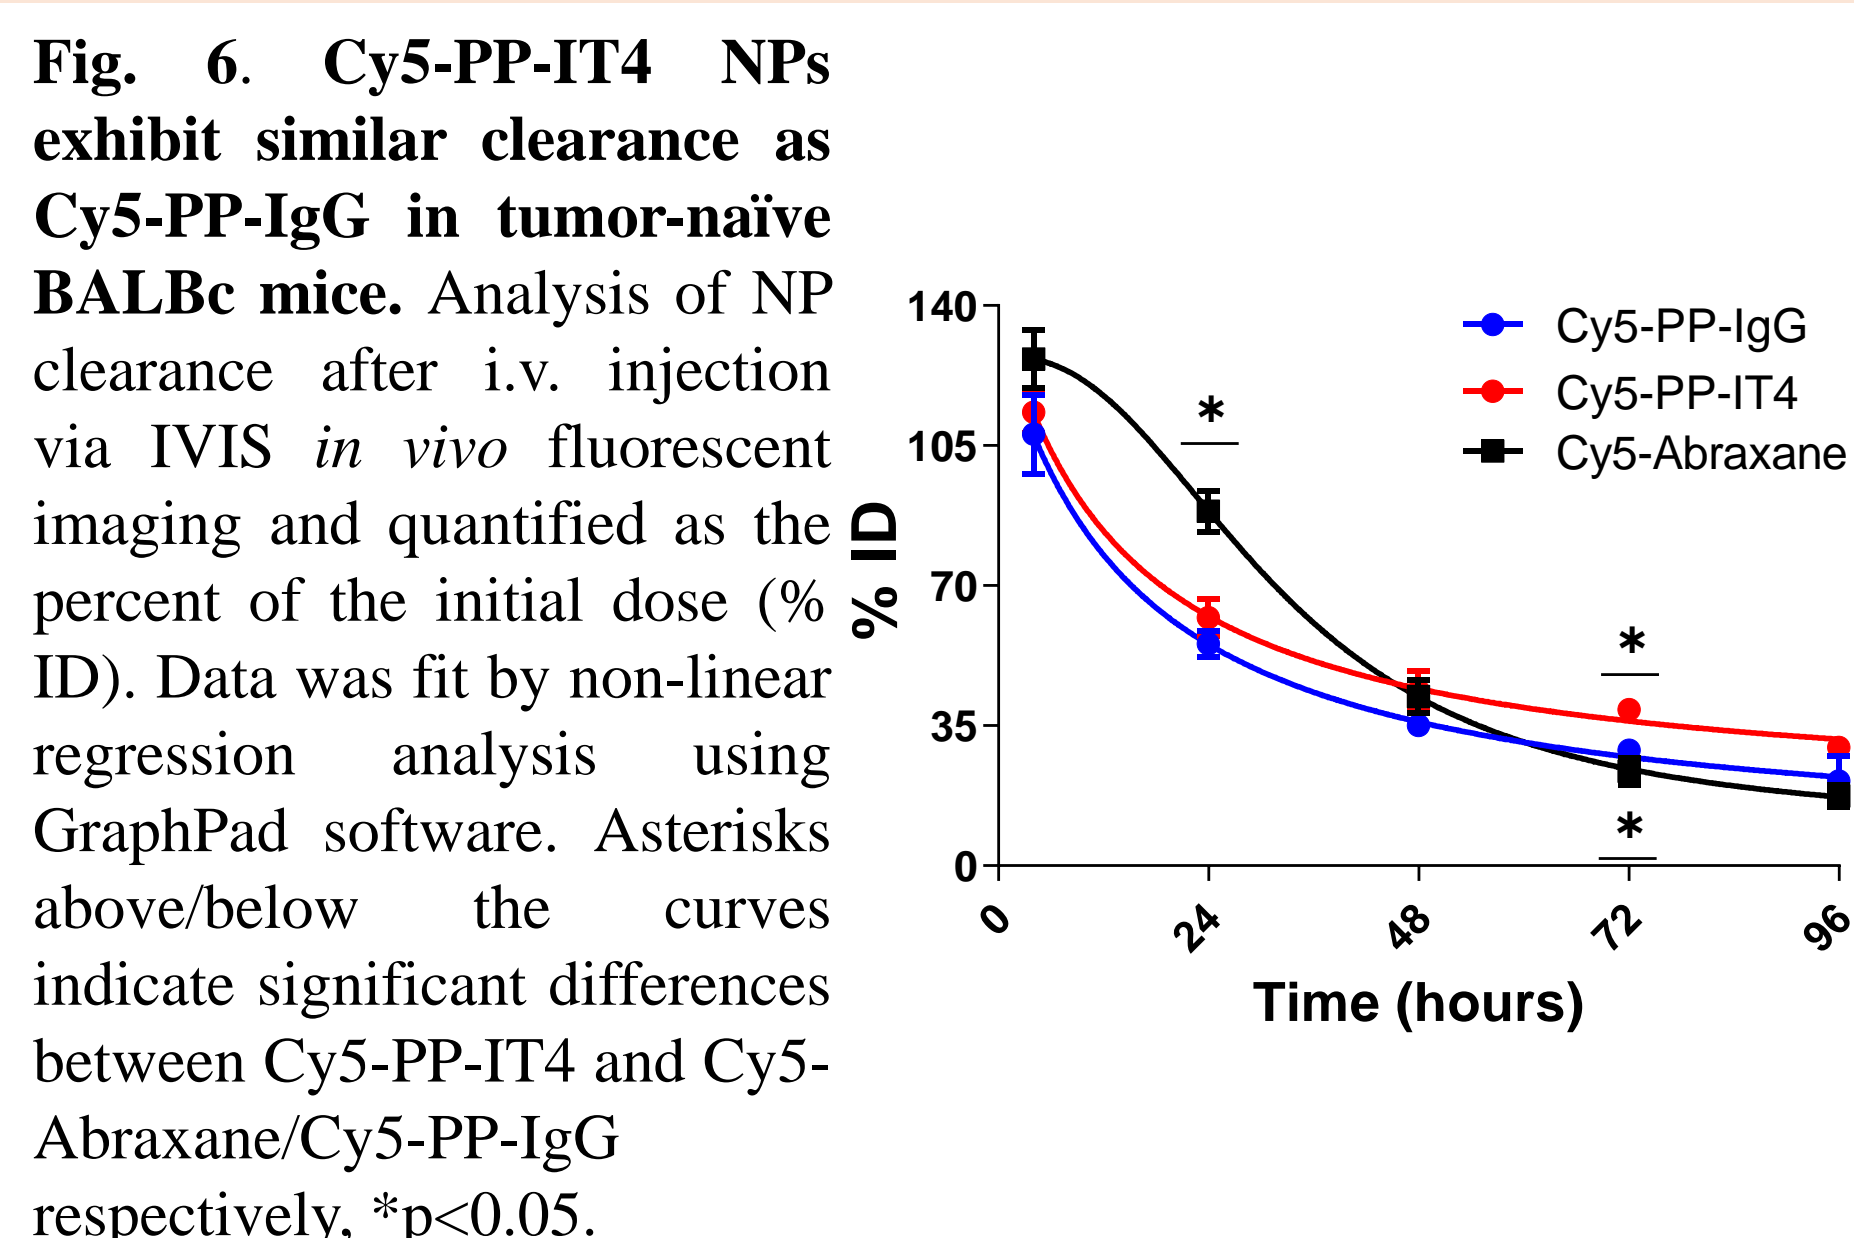 Fig. 6. Cy5-PP-IT4 NPs
exhibit similar clearance as
Cy5-PP-IgG in tumor-naïve
BALBc mice. Analysis of NP
clearance after i.v. injection
via IVIS in vivo fluorescent
imaging and quantified as the
percent of the initial dose (%
ID). Data was fit by non-linear
regression analysis using
GraphPad software. Asterisks
above/below the curves
indicate significant differences
between Cy5-PP-IT4 and Cy5-
Abraxane/Cy5-PP-IgG
respectively, *p<0.05.
% ID
140
105
70
35
0
*
*
*
Cy5-PP-IgG
Cy5-PP-IT4
Cy5-Abraxane
0
24
48
72
96
Time (hours)